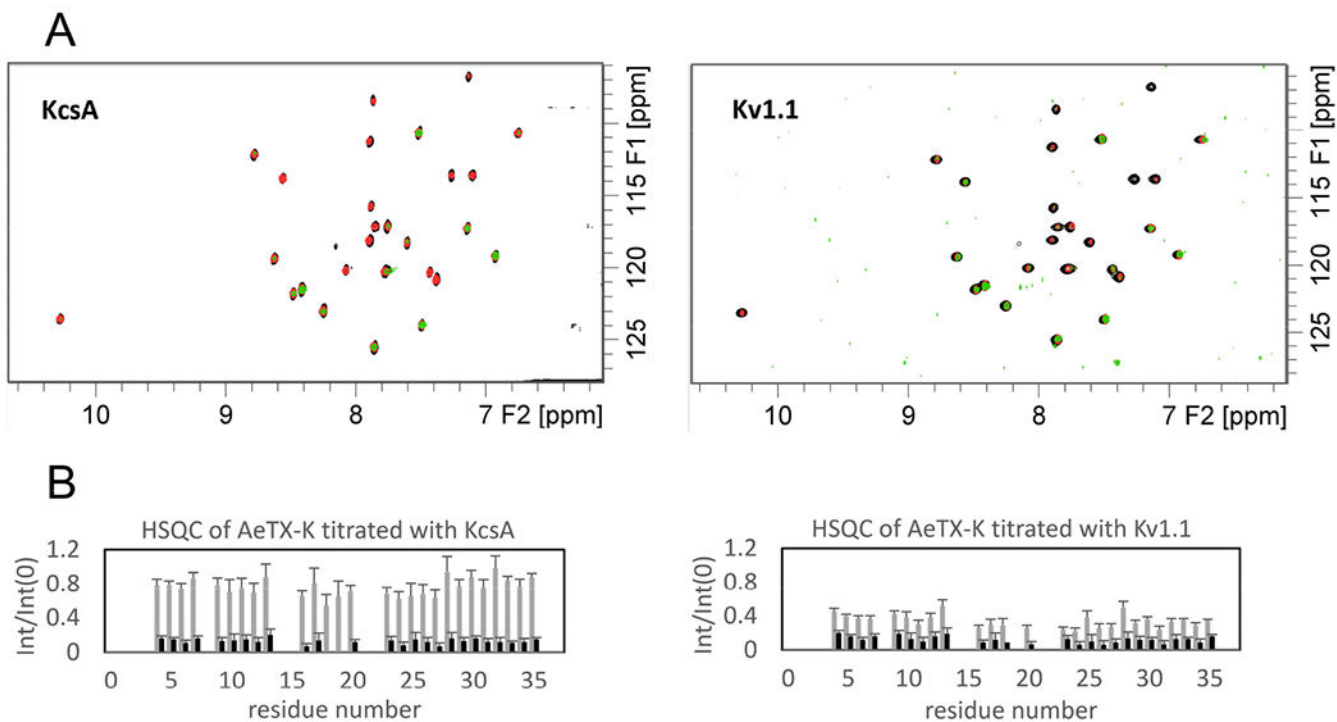 A
KcsA
115
120
125
F1 [ppm]
10
9
8
7 F2 [ppm]
Kv1.1
115
120
125
F1 [ppm]
10
9
8
7 F2 [ppm]
B
HSQC of AeTX-K titrated with KcsA
Int/Int(0)
1.2
0.8
0.4
0
0 5 10 15 20 25 30 35
residue number
HSQC of AeTX-K titrated with Kv1.1
Int/Int(0)
1.2
0.8
0.4
0
0 5 10 15 20 25 30 35
residue number